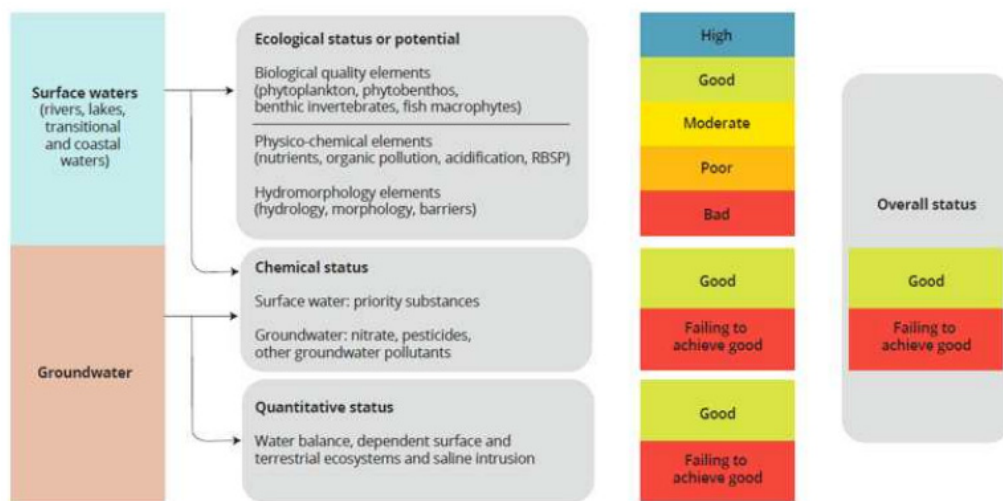 Surface waters
(rivers, lakes,
transitional
and coastal
waters)
Groundwater
Ecological status or potential
Biological quality elements
(phytoplankton, phytobenthos,
benthic invertebrates, fish macrophytes)
Physico-chemical elements
(nutrients, organic pollution, acidification, RBSP)
Hydromorphology elements
(hydrology, morphology, barriers)
Chemical status
Surface water: priority substances
Groundwater: nitrate, pesticides,
other groundwater pollutants
Quantitative status
Water balance, dependent surface and
terrestrial ecosystems and saline intrusion
High
Good
Moderate
Poor
Bad
Good
Failing to
achieve good
Good
Failing to
achieve good
Overall status
Good
Failing to
achieve good